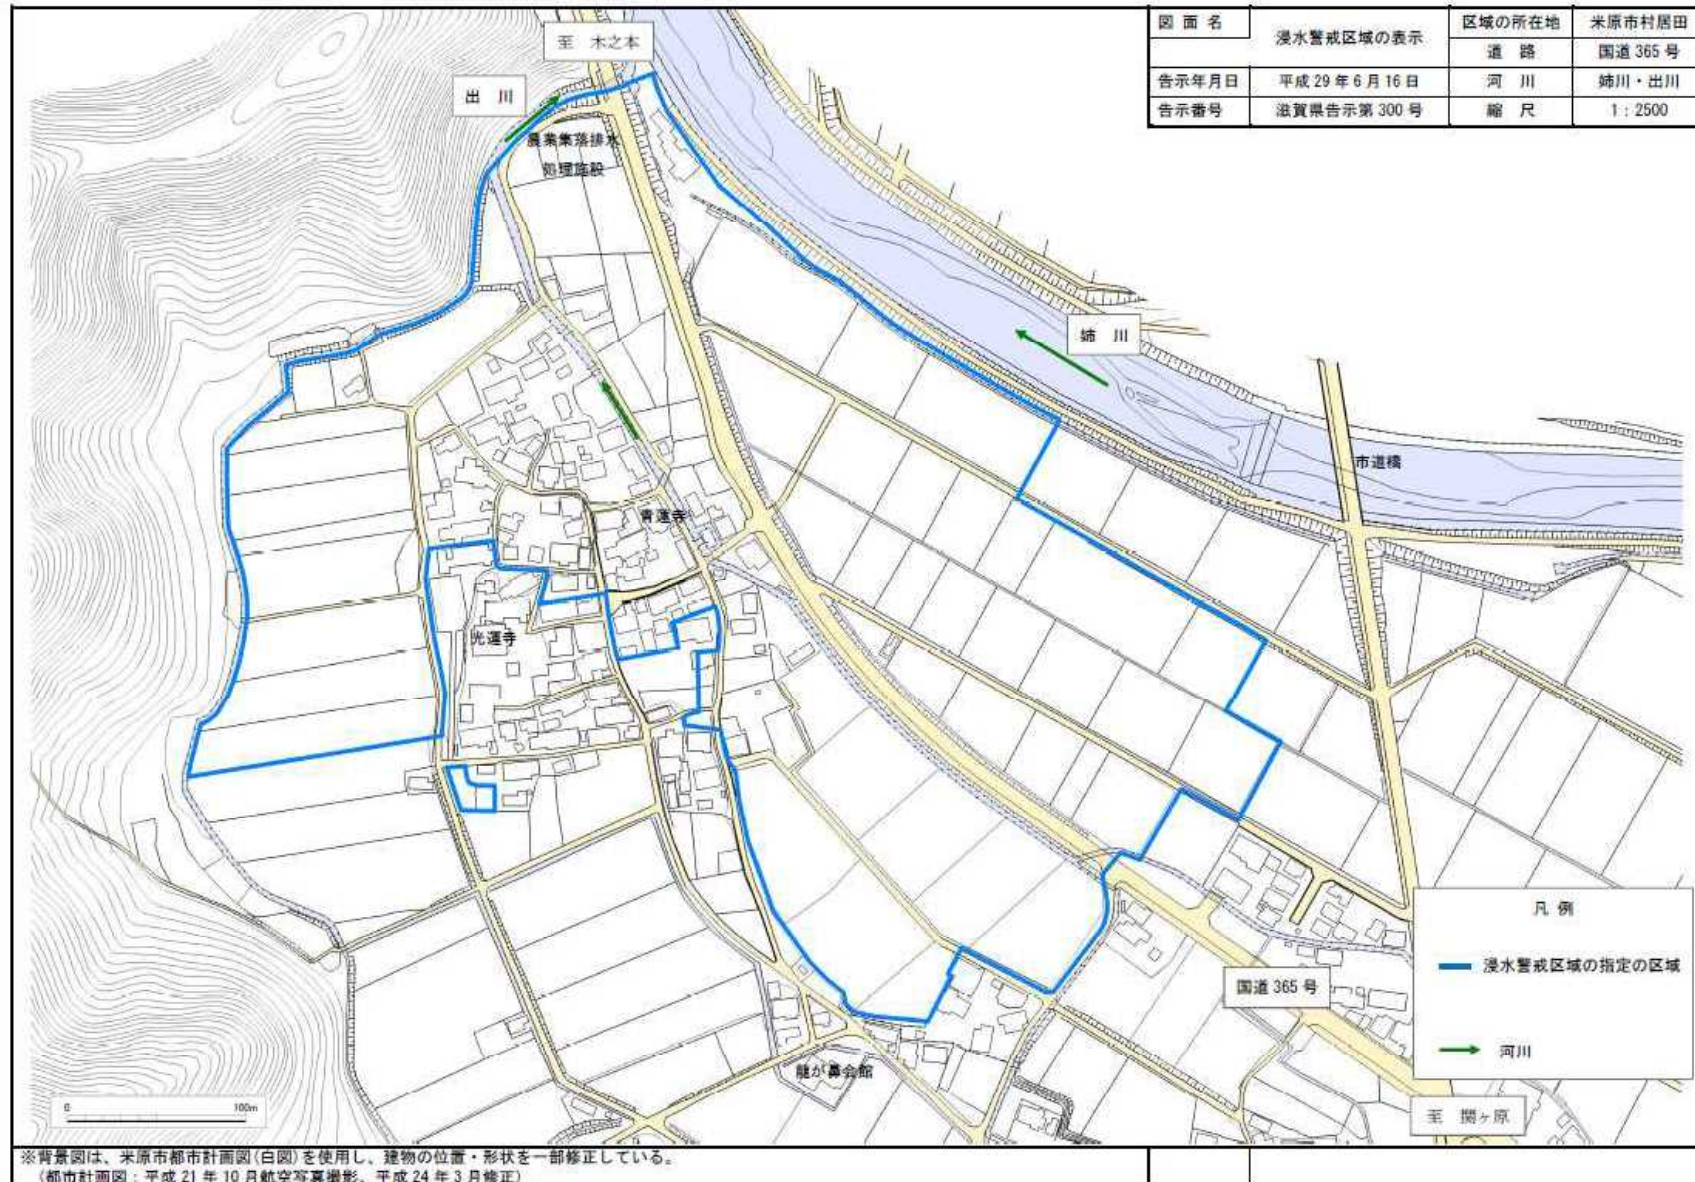 図面名
浸水警戒区域の表示
区域の所在地
米原市村居田
道路
国道365号
告示年月日
平成29年6月16日
河川
姉川・出川
告示番号
滋賀県告示第300号
縮尺
1:2500
至 木之本
出川
農業集落排水
処理施設
姉川
市道橋
青蓮寺
光蓮寺
国道365号
龍が鼻会館
至 関ヶ原
凡例
浸水警戒区域の指定の区域
河川
0 100m
※背景図は、米原市都市計画図(白図)を使用し、建物の位置・形状を一部修正している。
(都市計画図:平成21年10月航空写真撮影、平成24年3月修正)